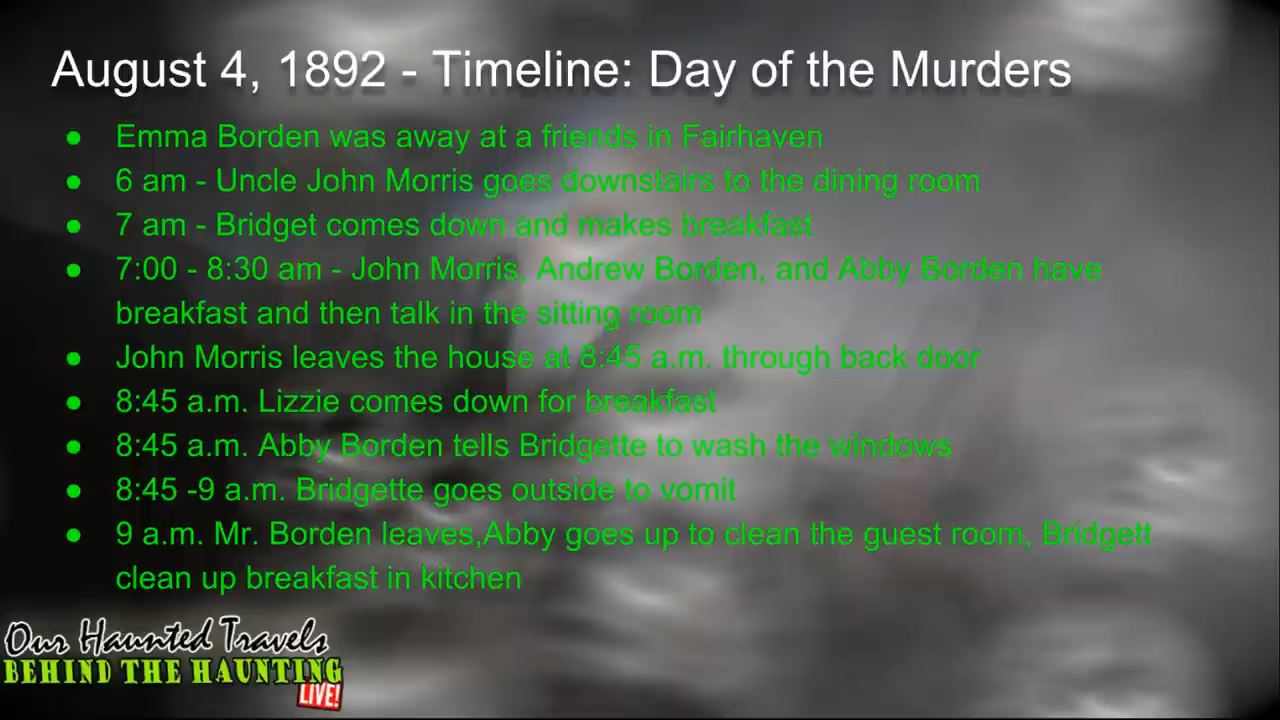 August 4, 1892 - Timeline: Day of the Murders
● Emma Borden was away at a friends in Fairhaven
● 6 am - Uncle John Morris goes downstairs to the dining room
● 7 am - Bridget comes down and makes breakfast
● 7:00 - 8:30 am - John Morris, Andrew Borden, and Abby Borden have
breakfast and then talk in the sitting room
● John Morris leaves the house at 8:45 a.m. through back door
● 8:45 a.m. Lizzie comes down for breakfast
● 8:45 a.m. Abby Borden tells Bridgette to wash the windows
● 8:45 -9 a.m. Bridgette goes outside to vomit
● 9 a.m. Mr. Borden leaves,Abby goes up to clean the guest room, Bridgett
clean up breakfast in kitchen
Our Haunted Travels
BEHIND THE HAUNTING
LIVE!